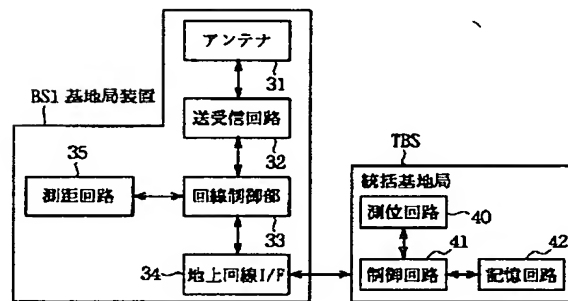 アンテナ
31
BS1 基地局装置
送受信回路
32
35
測距回路
回線制御部
33
34
地上回線I/F
TBS
統括基地局
測位回路
40
41
42
制御回路
記憶回路